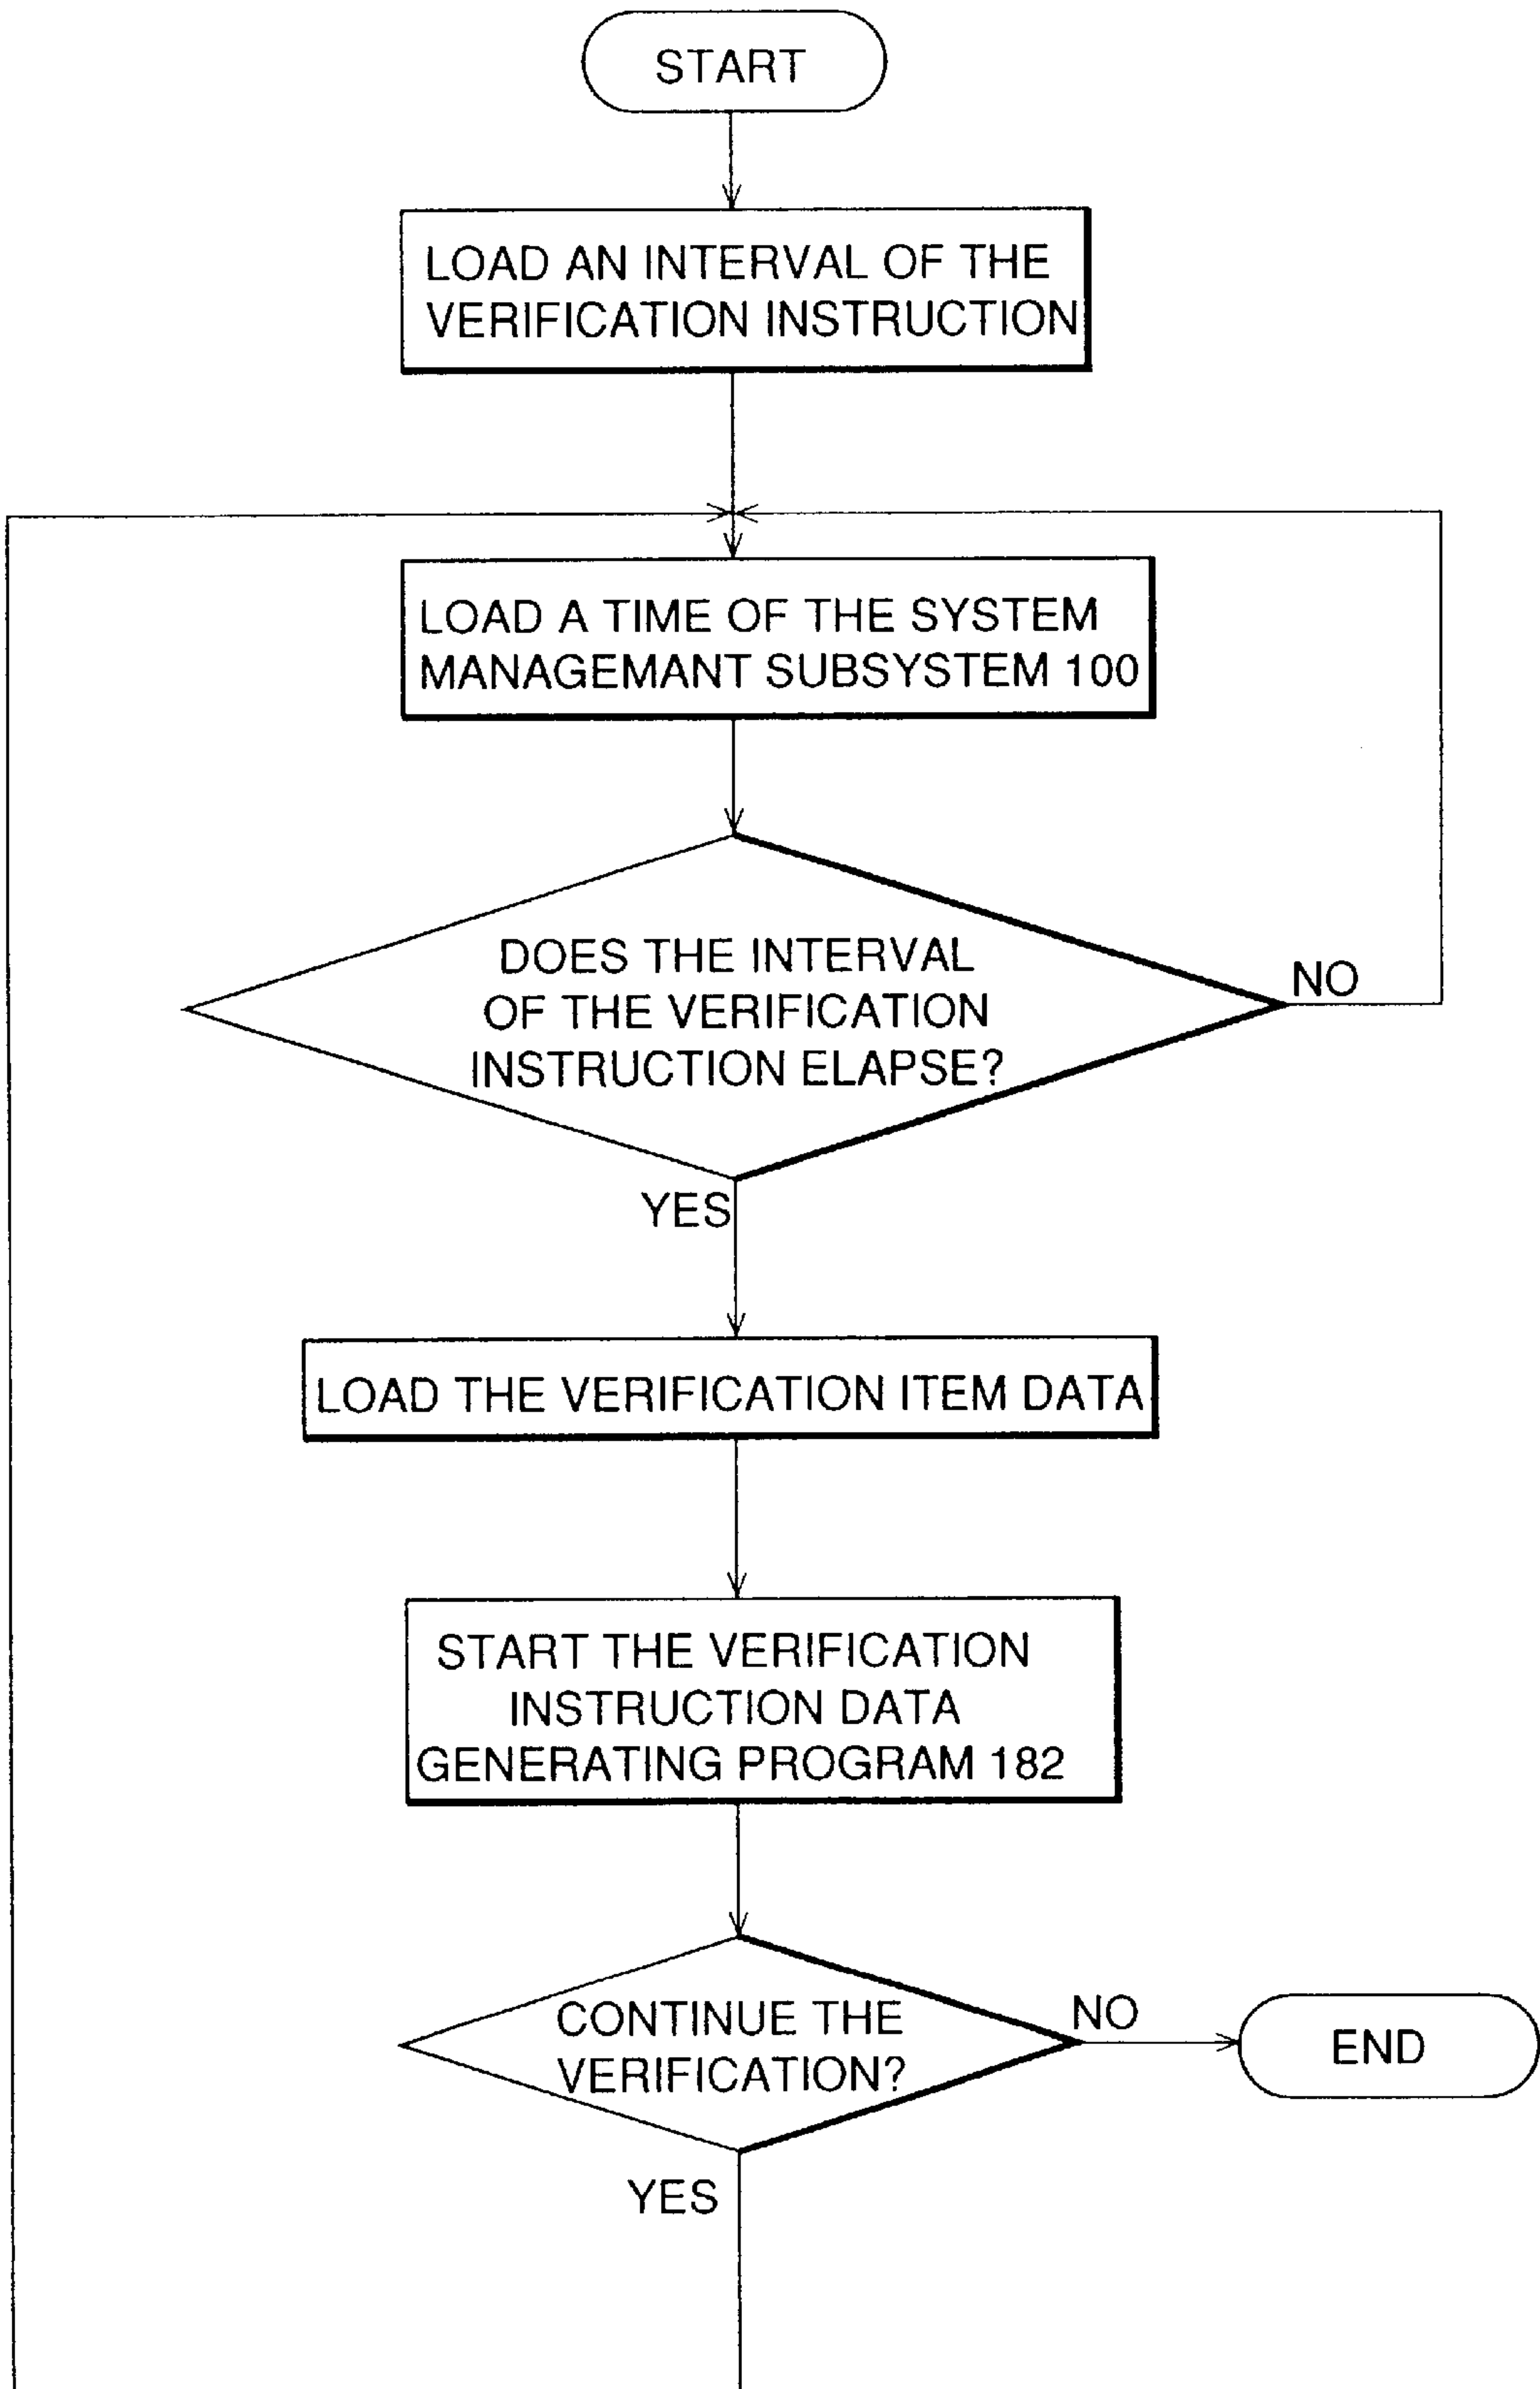 START
LOAD AN INTERVAL OF THE
VERIFICATION INSTRUCTION
LOAD A TIME OF THE SYSTEM
MANAGEMANT SUBSYSTEM 100
DOES THE INTERVAL
OF THE VERIFICATION
INSTRUCTION ELAPSE?
NO
YES
LOAD THE VERIFICATION ITEM DATA
START THE VERIFICATION
INSTRUCTION DATA
GENERATING PROGRAM 182
CONTINUE THE
VERIFICATION?
NO
END
YES